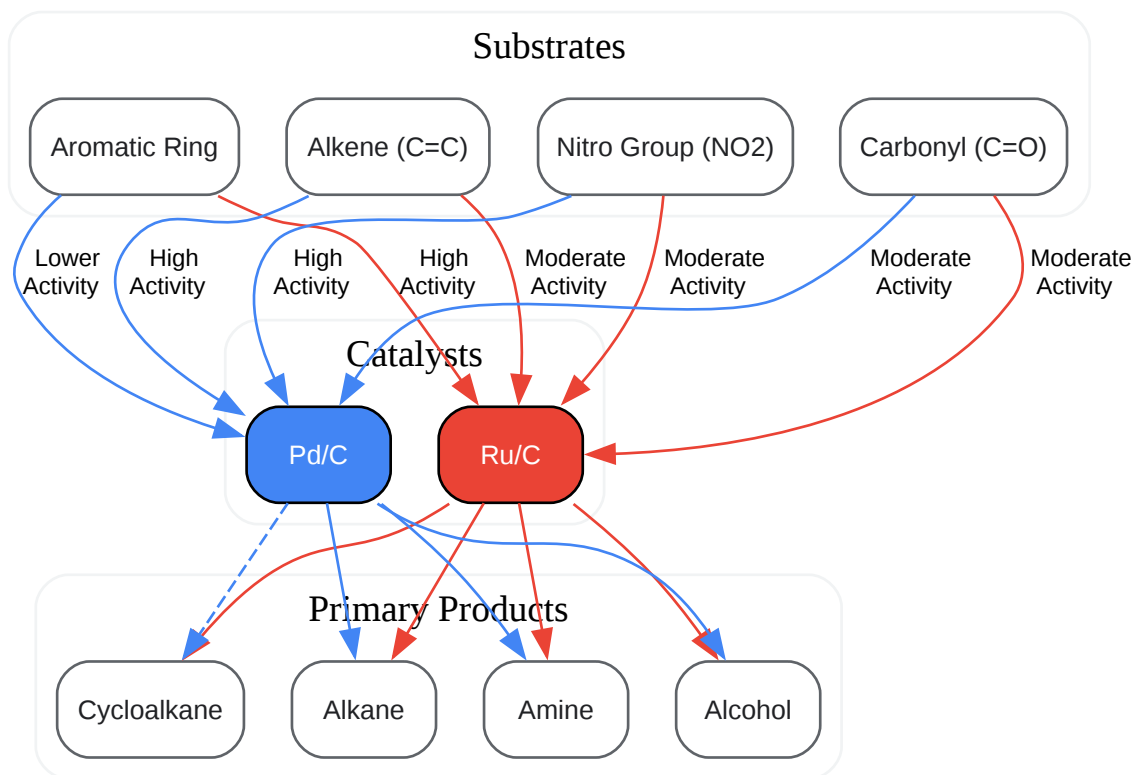 Substrates
Aromatic Ring
Alkene (C=C)
Nitro Group (NO2)
Carbonyl (C=O)
Lower
Activity
High
Activity
High
Activity
High
Activity
Moderate
Activity
Moderate
Activity
Moderate
Activity
Moderate
Activity
Catalysts
Pd/C
Ru/C
Primary Products
Cycloalkane
Alkane
Amine
Alcohol